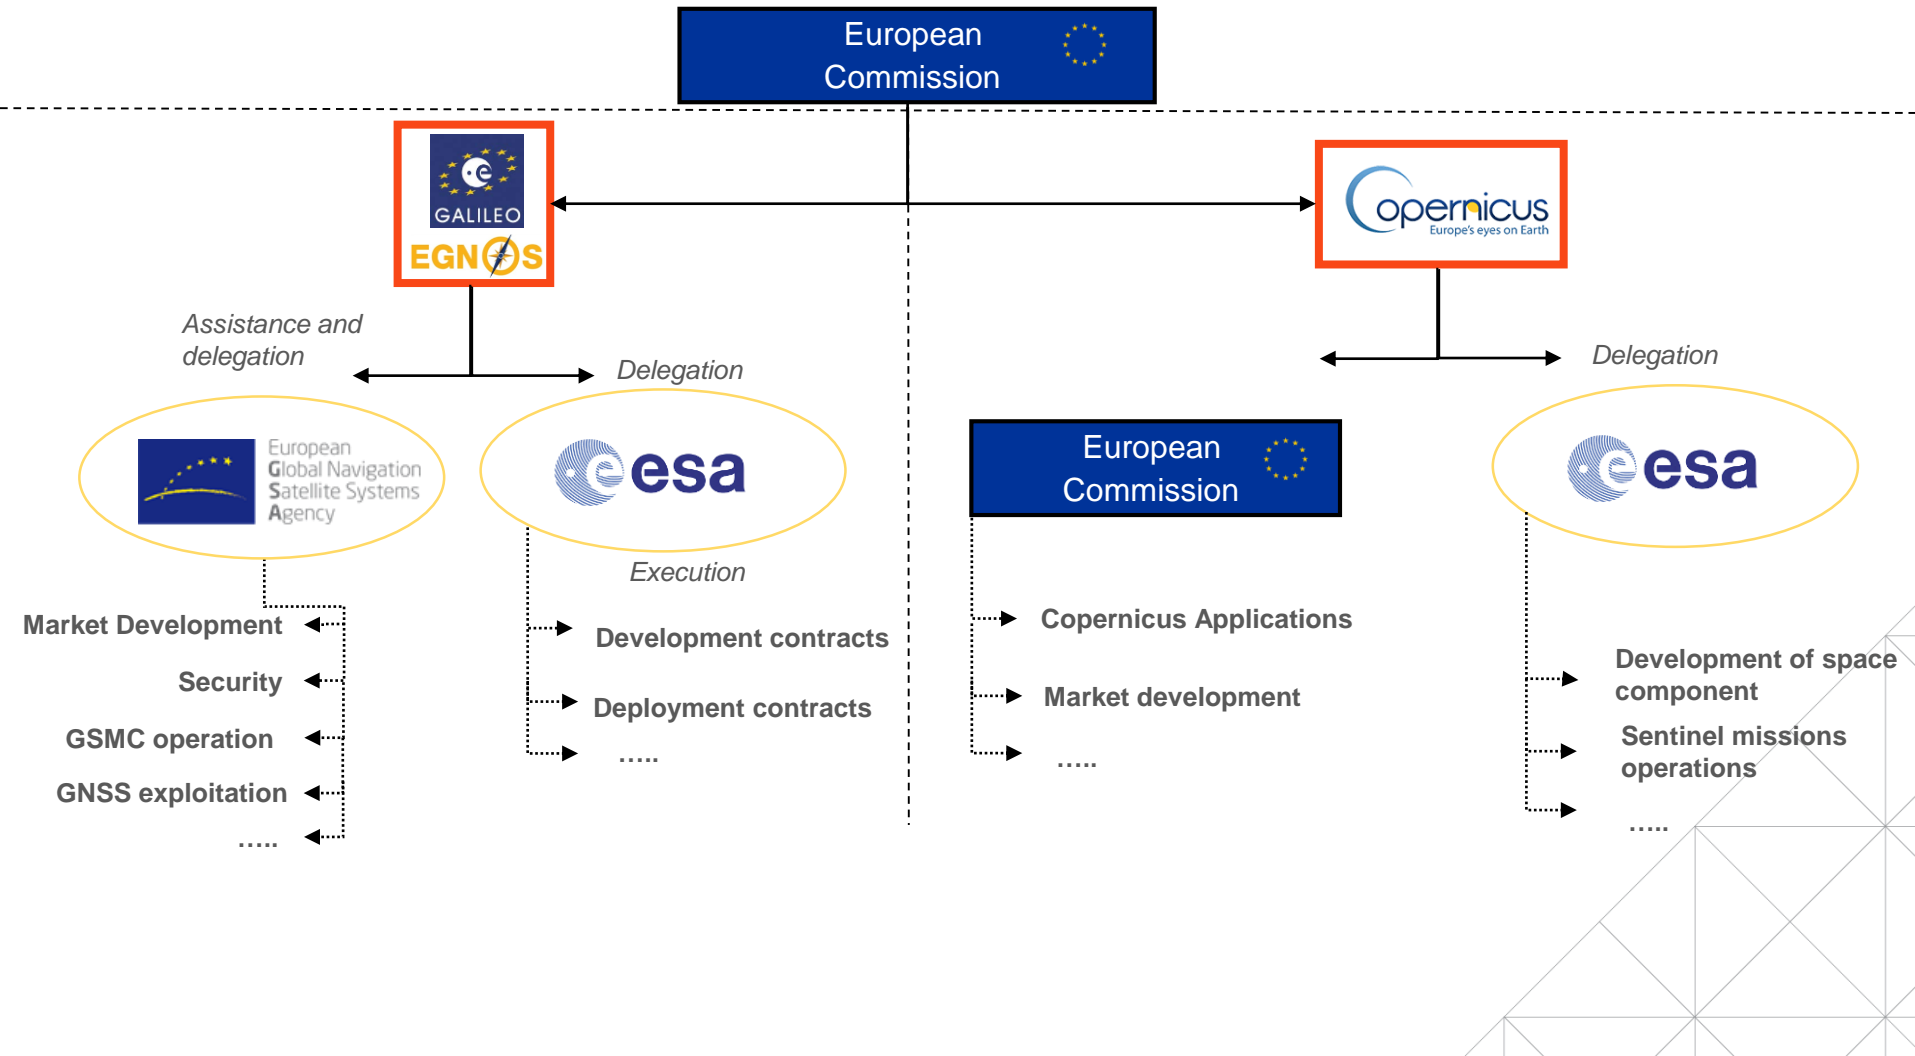 European
Commission
GALILEO
EGNOS
Copernicus
Europe's eyes on Earth
Assistance and
delegation
Delegation
Delegation
European
Global Navigation
Satellite Systems
Agency
esa
European
Commission
esa
Execution
Market Development
Security
GSMC operation
GNSS exploitation
.....
Development contracts
Deployment contracts
.....
Copernicus Applications
Market development
.....
Development of space
component
Sentinel missions
operations
.....